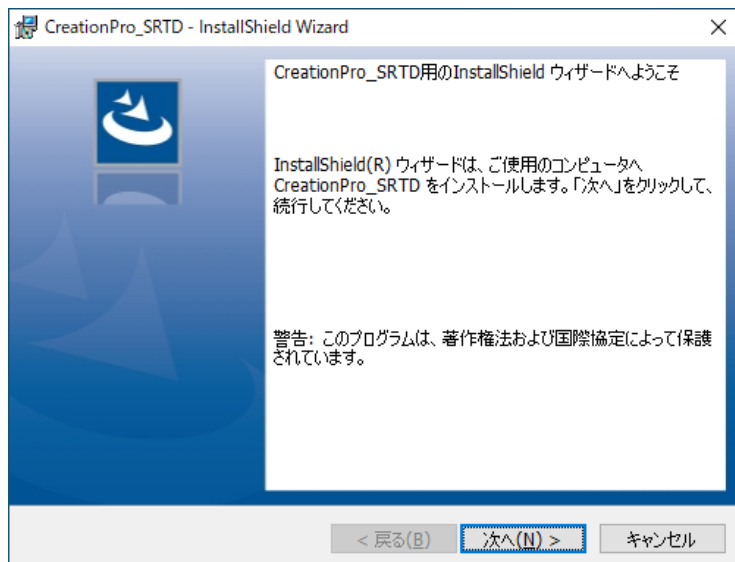 CreationPro_SRTD - InstallShield Wizard
CreationPro_SRTD用のInstallShield ウィザードへようこそ
InstallShield(R) ウィザードは、ご使用のコンピュータへ
CreationPro_SRTD をインストールします。「次へ」をクリックして、
続行してください。
警告: このプログラムは、著作権法および国際協定によって保護
されています。
< 戻る(B)
次へ(N) >
キャンセル